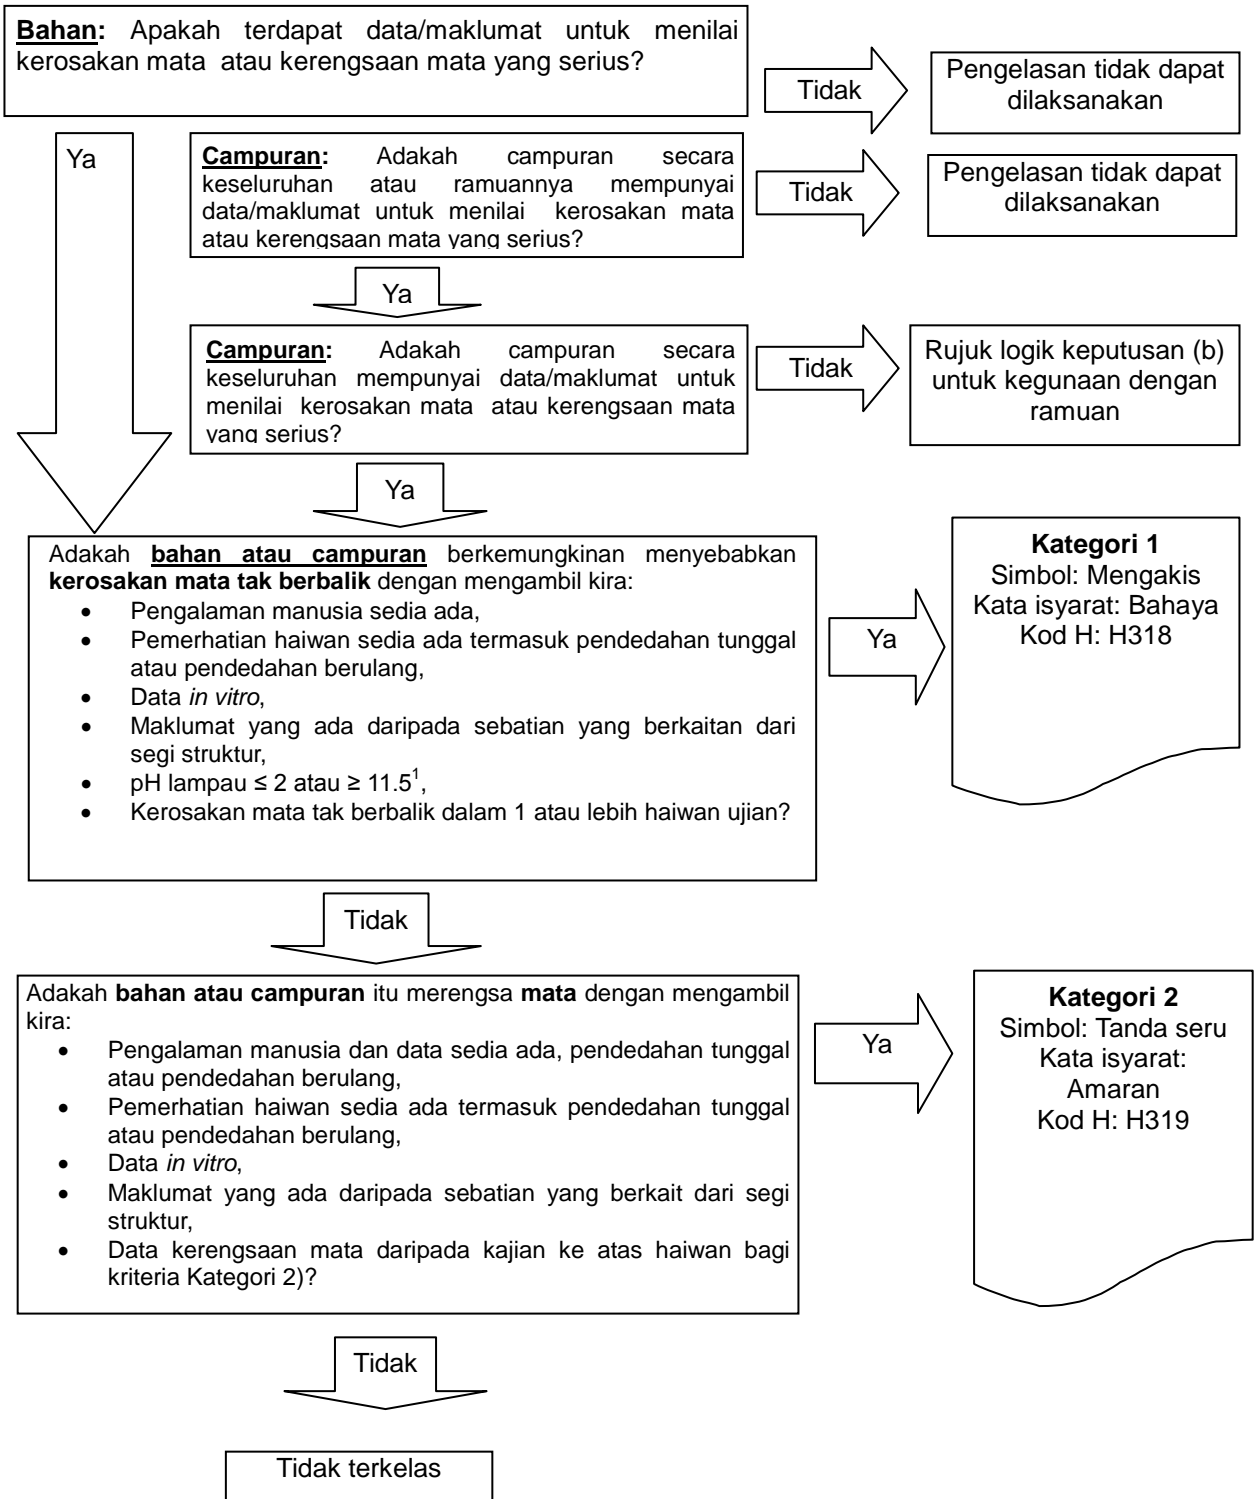 Bahan: Apakah terdapat data/maklumat untuk menilai
kerosakan mata atau kerengsaan mata yang serius?
Tidak
Pengelasan tidak dapat
dilaksanakan
Ya
Campuran: Adakah campuran secara
keseluruhan atau ramuannya mempunyai
data/maklumat untuk menilai kerosakan mata
atau kerengsaan mata yang serius?
Tidak
Pengelasan tidak dapat
dilaksanakan
Ya
Campuran: Adakah campuran secara
keseluruhan mempunyai data/maklumat untuk
menilai kerosakan mata atau kerengsaan mata
yang serius?
Tidak
Rujuk logik keputusan (b)
untuk kegunaan dengan
ramuan
Ya
Adakah bahan atau campuran berkemungkinan menyebabkan
kerosakan mata tak berbalik dengan mengambil kira:
• Pengalaman manusia sedia ada,
• Pemerhatian haiwan sedia ada termasuk pendedahan tunggal
atau pendedahan berulang,
• Data in vitro,
• Maklumat yang ada daripada sebatian yang berkaitan dari
segi struktur,
• pH lampau ≤ 2 atau ≥ 11.5¹,
• Kerosakan mata tak berbalik dalam 1 atau lebih haiwan ujian?
Ya
Kategori 1
Simbol: Mengakis
Kata isyarat: Bahaya
Kod H: H318
Tidak
Adakah bahan atau campuran itu merengsa mata dengan mengambil
kira:
• Pengalaman manusia dan data sedia ada, pendedahan tunggal
atau pendedahan berulang,
• Pemerhatian haiwan sedia ada termasuk pendedahan tunggal
atau pendedahan berulang,
• Data in vitro,
• Maklumat yang ada daripada sebatian yang berkait dari segi
struktur,
• Data kerengsaan mata daripada kajian ke atas haiwan bagi
kriteria Kategori 2)?
Ya
Kategori 2
Simbol: Tanda seru
Kata isyarat:
Amaran
Kod H: H319
Tidak
Tidak terkelas